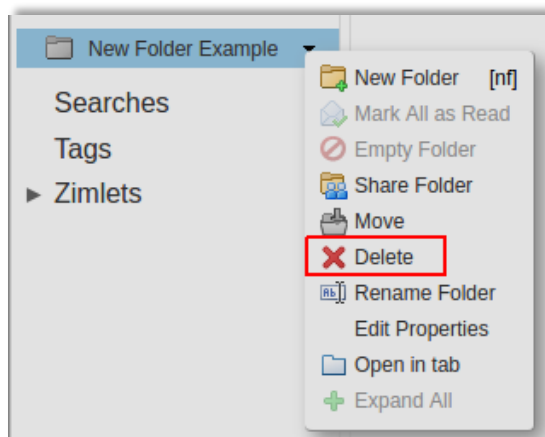 New Folder Example
New Folder [nf]
Mark All as Read
Empty Folder
Share Folder
Move
Delete
Rename Folder
Edit Properties
Open in tab
Expand All
Searches
Tags
Zimlets